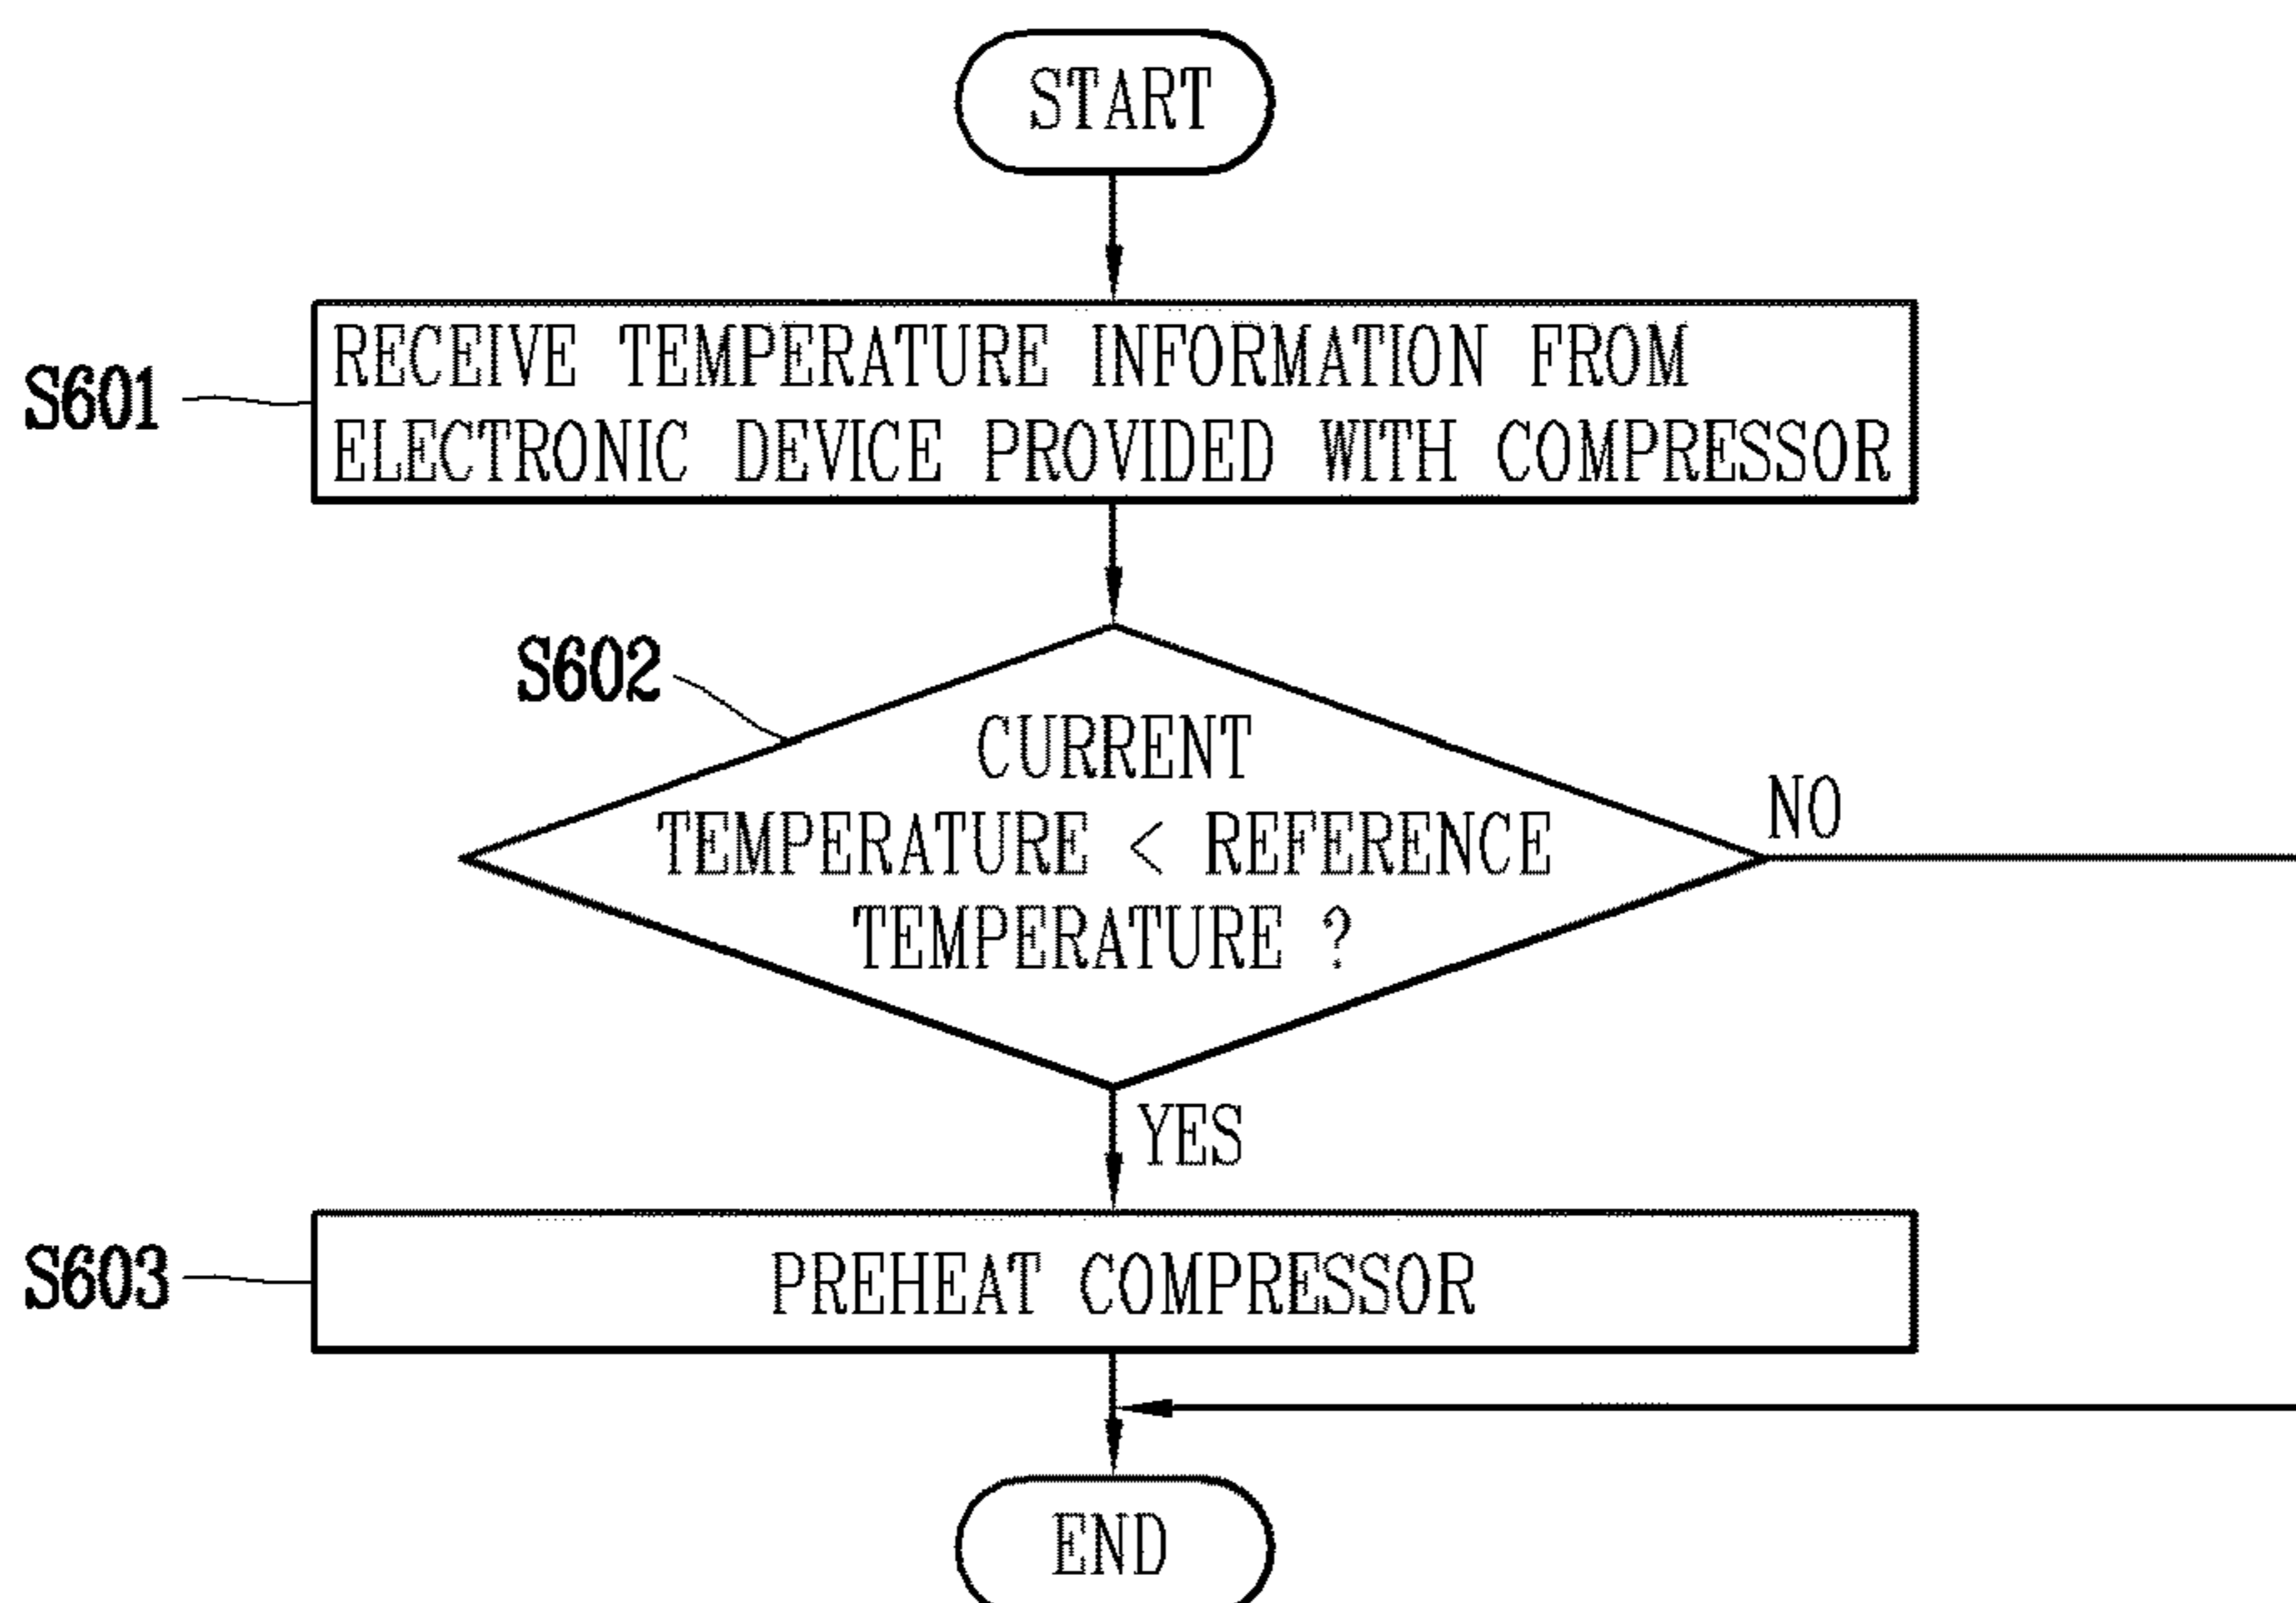 START
S601
RECEIVE TEMPERATURE INFORMATION FROM
ELECTRONIC DEVICE PROVIDED WITH COMPRESSOR
S602
CURRENT
TEMPERATURE < REFERENCE
TEMPERATURE ?
NO
YES
S603
PREHEAT COMPRESSOR
END